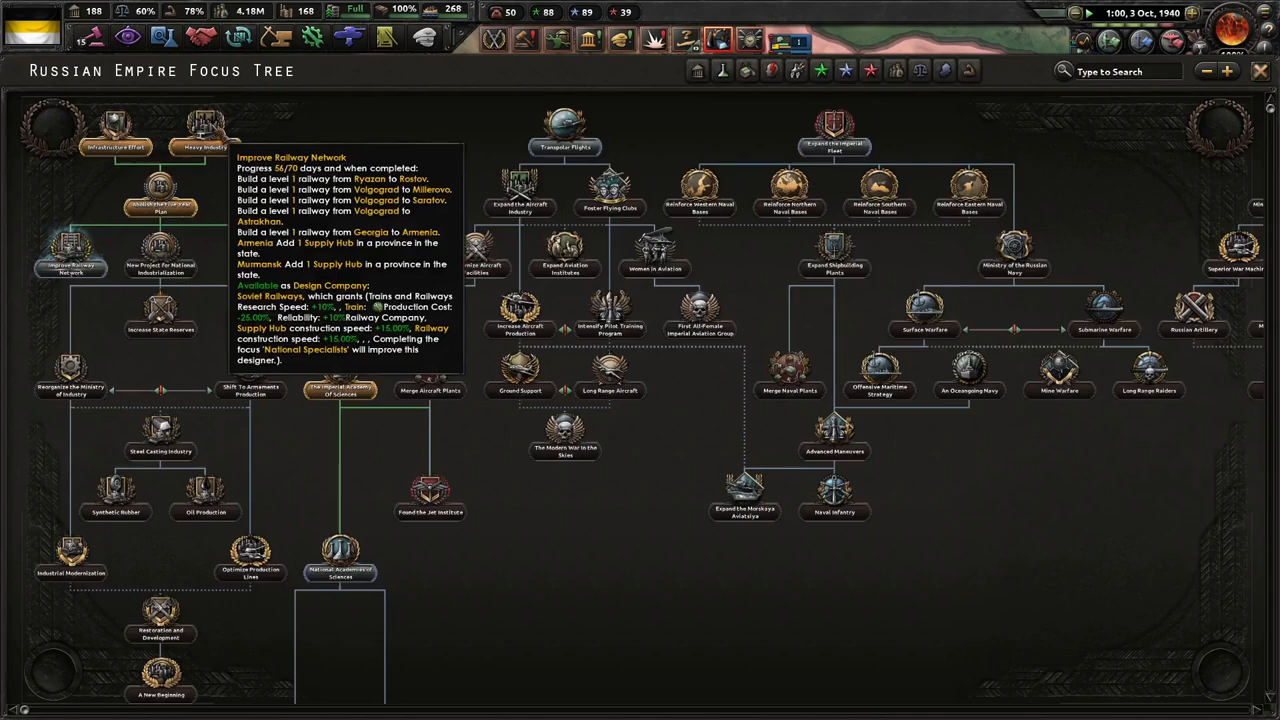 188 60% 78% 4.18M 168 Full 100% 268 50 88 89 39 1:00, 3 Oct, 1940
15 1
Russian Empire Focus Tree
Type to Search
Infrastructure Effort
Heavy Industry
Transpolar Flights
Expand the Imperial
Fleet
Improve Railway Network
Progress 56/70 days and when completed:
Build a level 1 railway from Ryazan to Rostov.
Build a level 1 railway from Volgograd to Millerovo.
Build a level 1 railway from Volgograd to Saratov.
Build a level 1 railway from Volgograd to
Astrakhan.
Build a level 1 railway from Georgia to Armenia.
Armenia Add 1 Supply Hub in a province in the
state.
Murmansk Add 1 Supply Hub in a province in the
state.
Available as Design Company:
Soviet Railways, which grants (Trains and Railways
Research Speed: +10%, , Train: Production Cost:
-25.00%, Reliability: +10%Railway Company,
Supply Hub construction speed: +15.00%, Railway
construction speed: +15.00%, , , Completing the
focus 'National Specialists' will improve this
designer.).
Abolish the Five Year
Plan
Expand the Aircraft
Industry
Foster Flying Clubs
Reinforce Western Naval
Bases
Reinforce Northern Naval
Bases
Reinforce Southern Naval
Bases
Reinforce Eastern Naval
Bases
Improve Railway
Network
New Project for National
Industrialization
Expand Aviation
Institutes
Women in Aviation
Expand Shipbuilding
Plants
Ministry of the Russian
Navy
Superior War Machin
Increase State Reserves
Increase Aircraft
Production
Intensify Pilot Training
Program
First All-Female
Imperial Aviation Group
Surface Warfare
Submarine Warfare
Russian Artillery
Reorganize the Ministry
of Industry
Shift To Armaments
Production
The Imperial Academy
Of Sciences
Merge Aircraft Plants
Ground Support
Long Range Aircraft
Merge Naval Plants
Offensive Maritime
Strategy
An Oceangoing Navy
Mine Warfare
Long Range Raiders
Steel Casting Industry
The Modern War in the
Skies
Advanced Maneuvers
Synthetic Rubber
Oil Production
Found the Jet Institute
Expand the Morskaya
Aviatsiya
Naval Infantry
Industrial Modernization
Optimize Production
Lines
National Academies of
Sciences
Restoration and
Development
A New Beginning